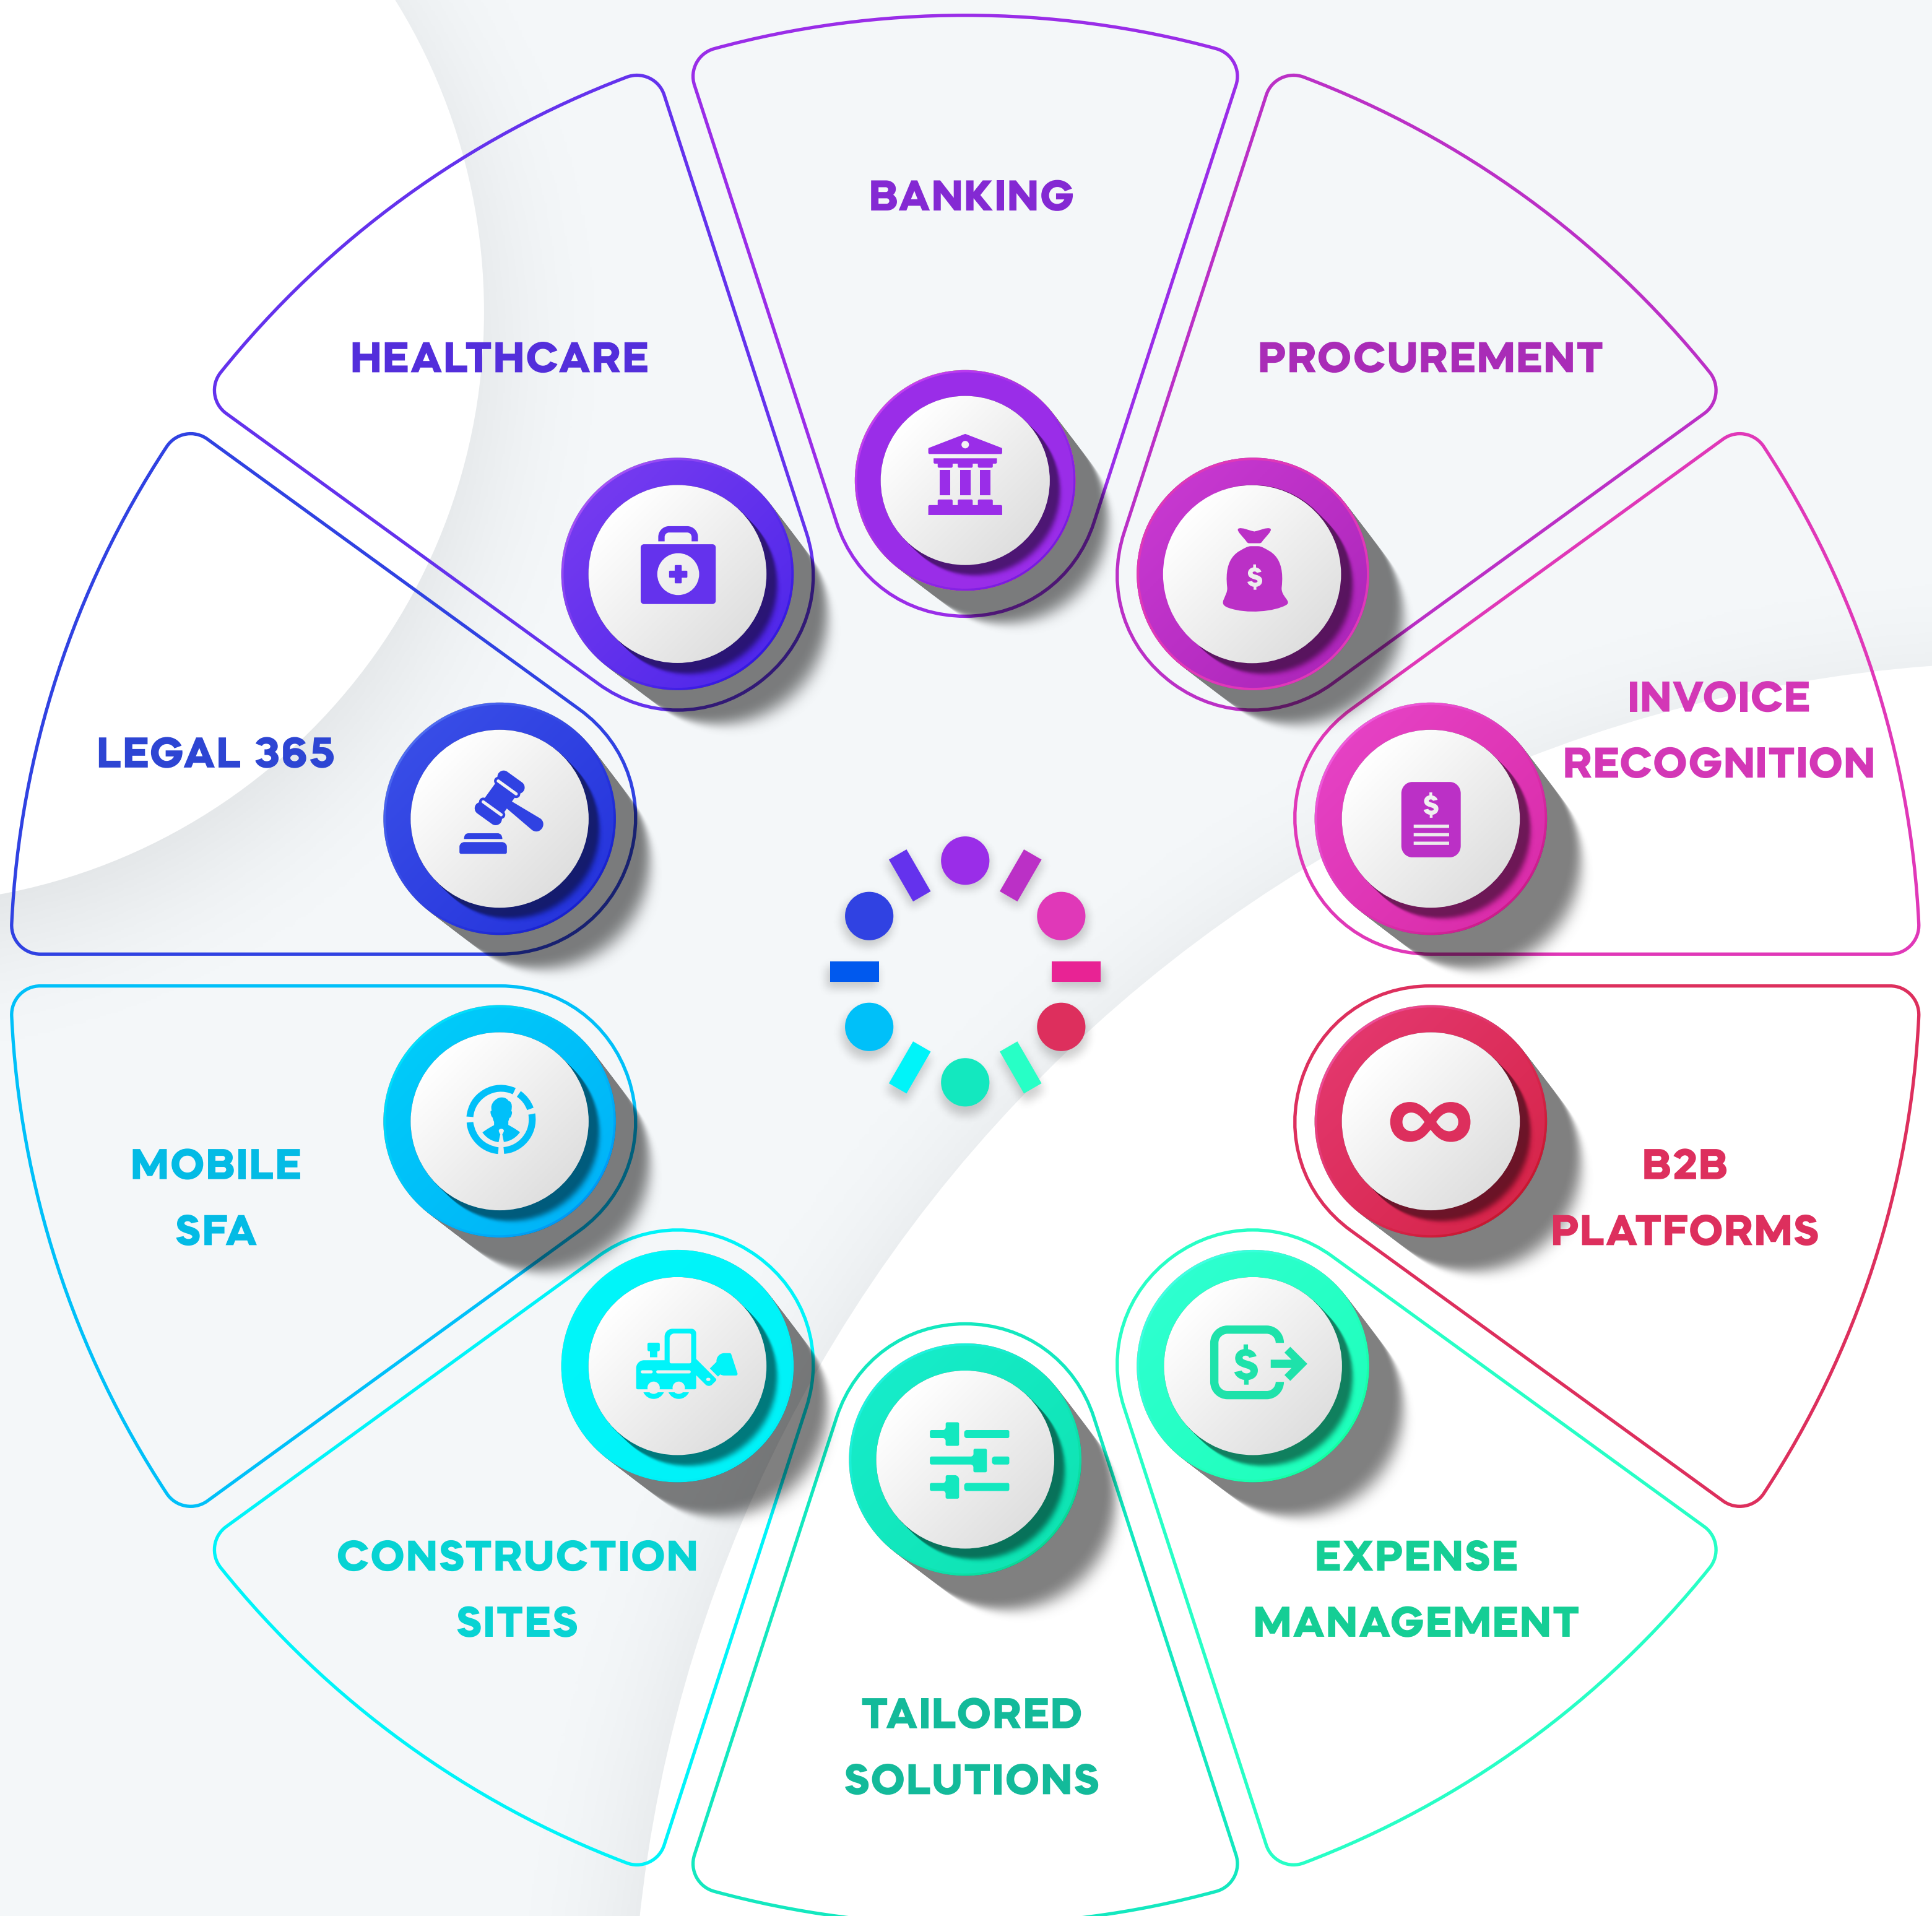 BANKING
HEALTHCARE
PROCUREMENT
$
INVOICE
RECOGNITION
LEGAL 365
$
MOBILE
SFA
B2B
PLATFORMS
$
CONSTRUCTION
SITES
EXPENSE
MANAGEMENT
TAILORED
SOLUTIONS